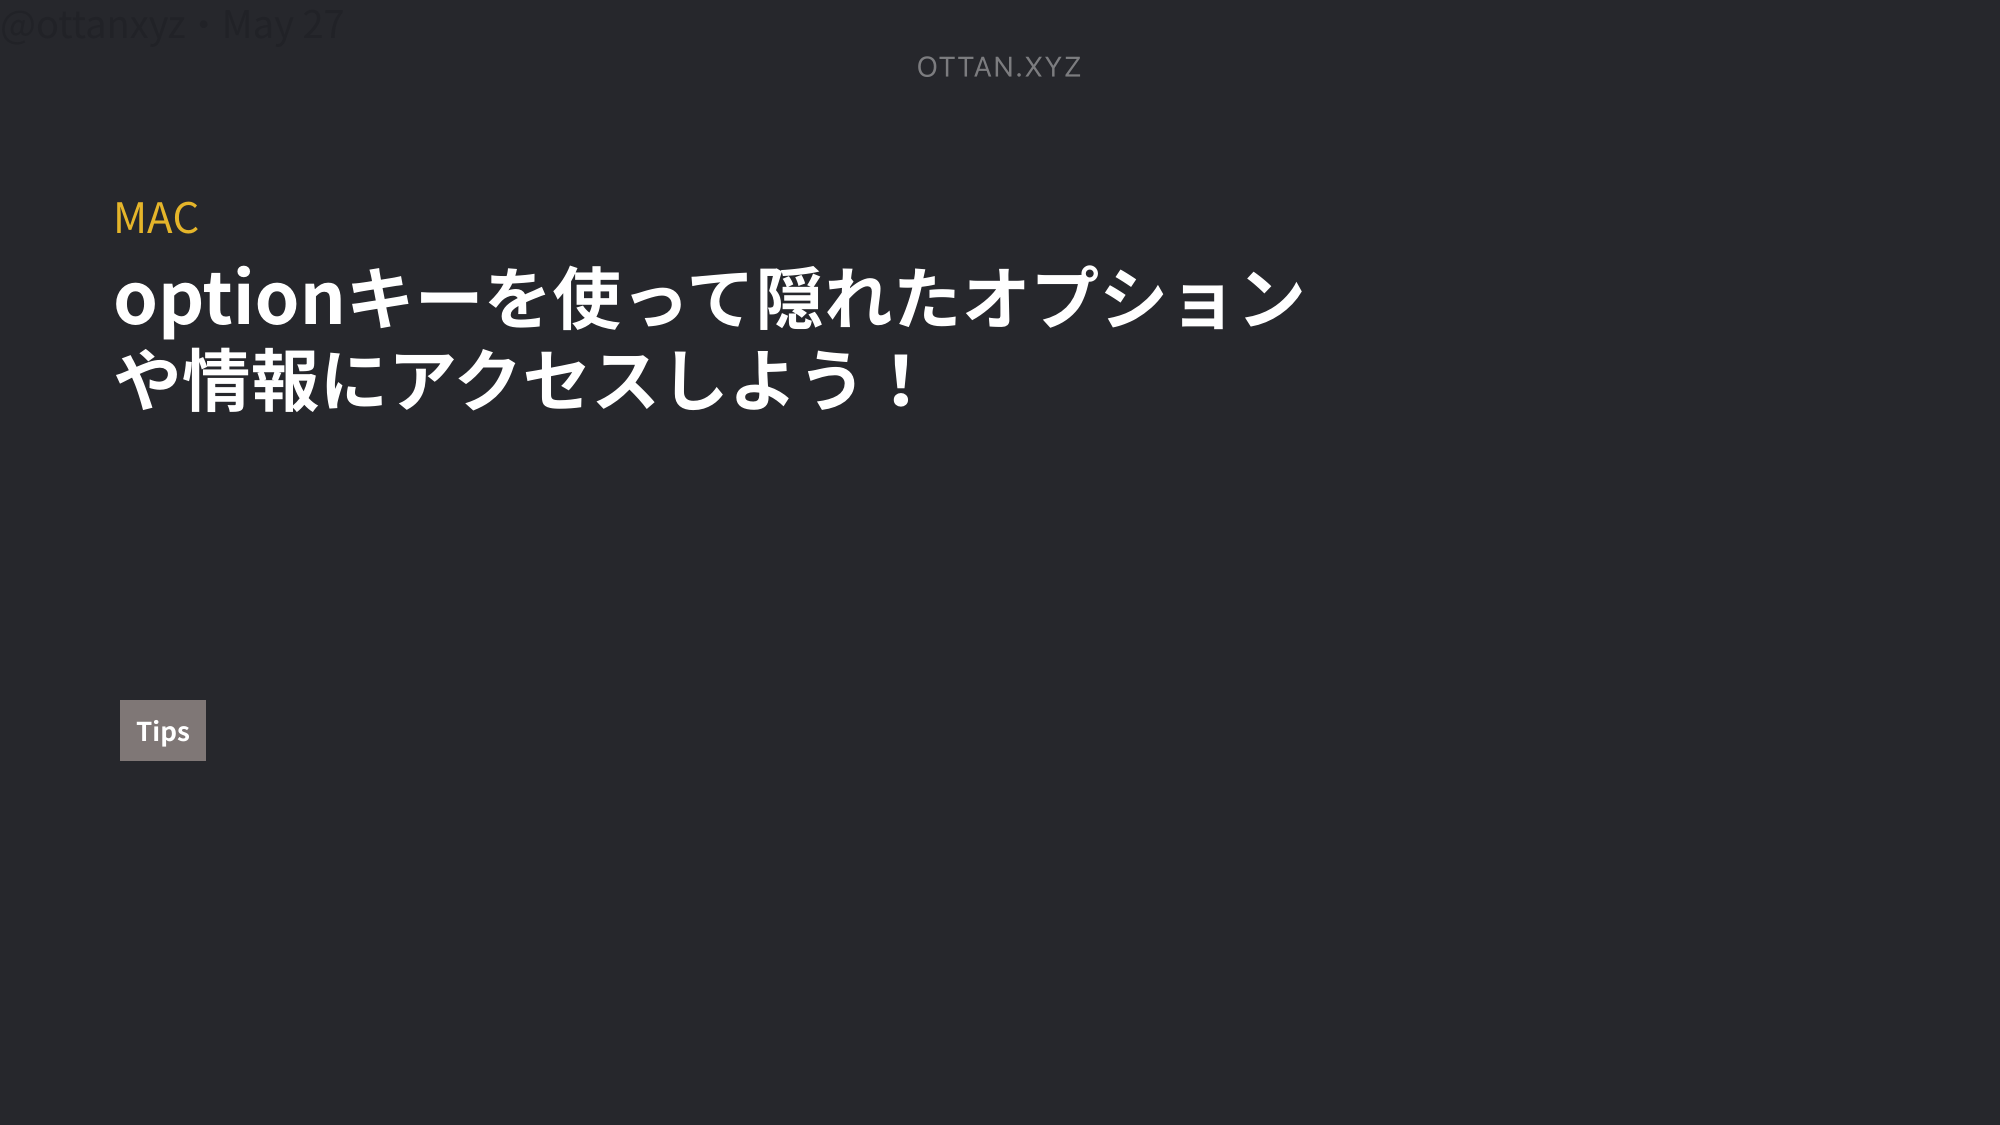 @ottanxyz・May 27
OTTAN.XYZ
MAC
optionキーを使って隠れたオプション
や情報にアクセスしよう！
Tips